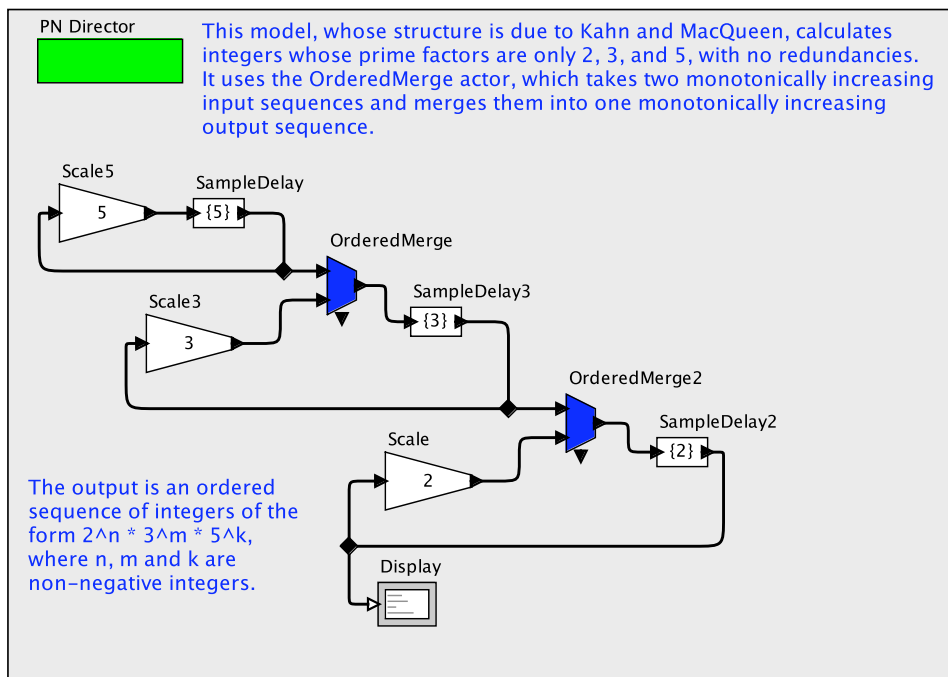 PN Director
This model, whose structure is due to Kahn and MacQueen, calculates
integers whose prime factors are only 2, 3, and 5, with no redundancies.
It uses the OrderedMerge actor, which takes two monotonically increasing
input sequences and merges them into one monotonically increasing
output sequence.
Scale5
5
SampleDelay
{5}
OrderedMerge
Scale3
3
SampleDelay3
{3}
OrderedMerge2
Scale
2
SampleDelay2
{2}
The output is an ordered
sequence of integers of the
form 2^n * 3^m * 5^k,
where n, m and k are
non-negative integers.
Display